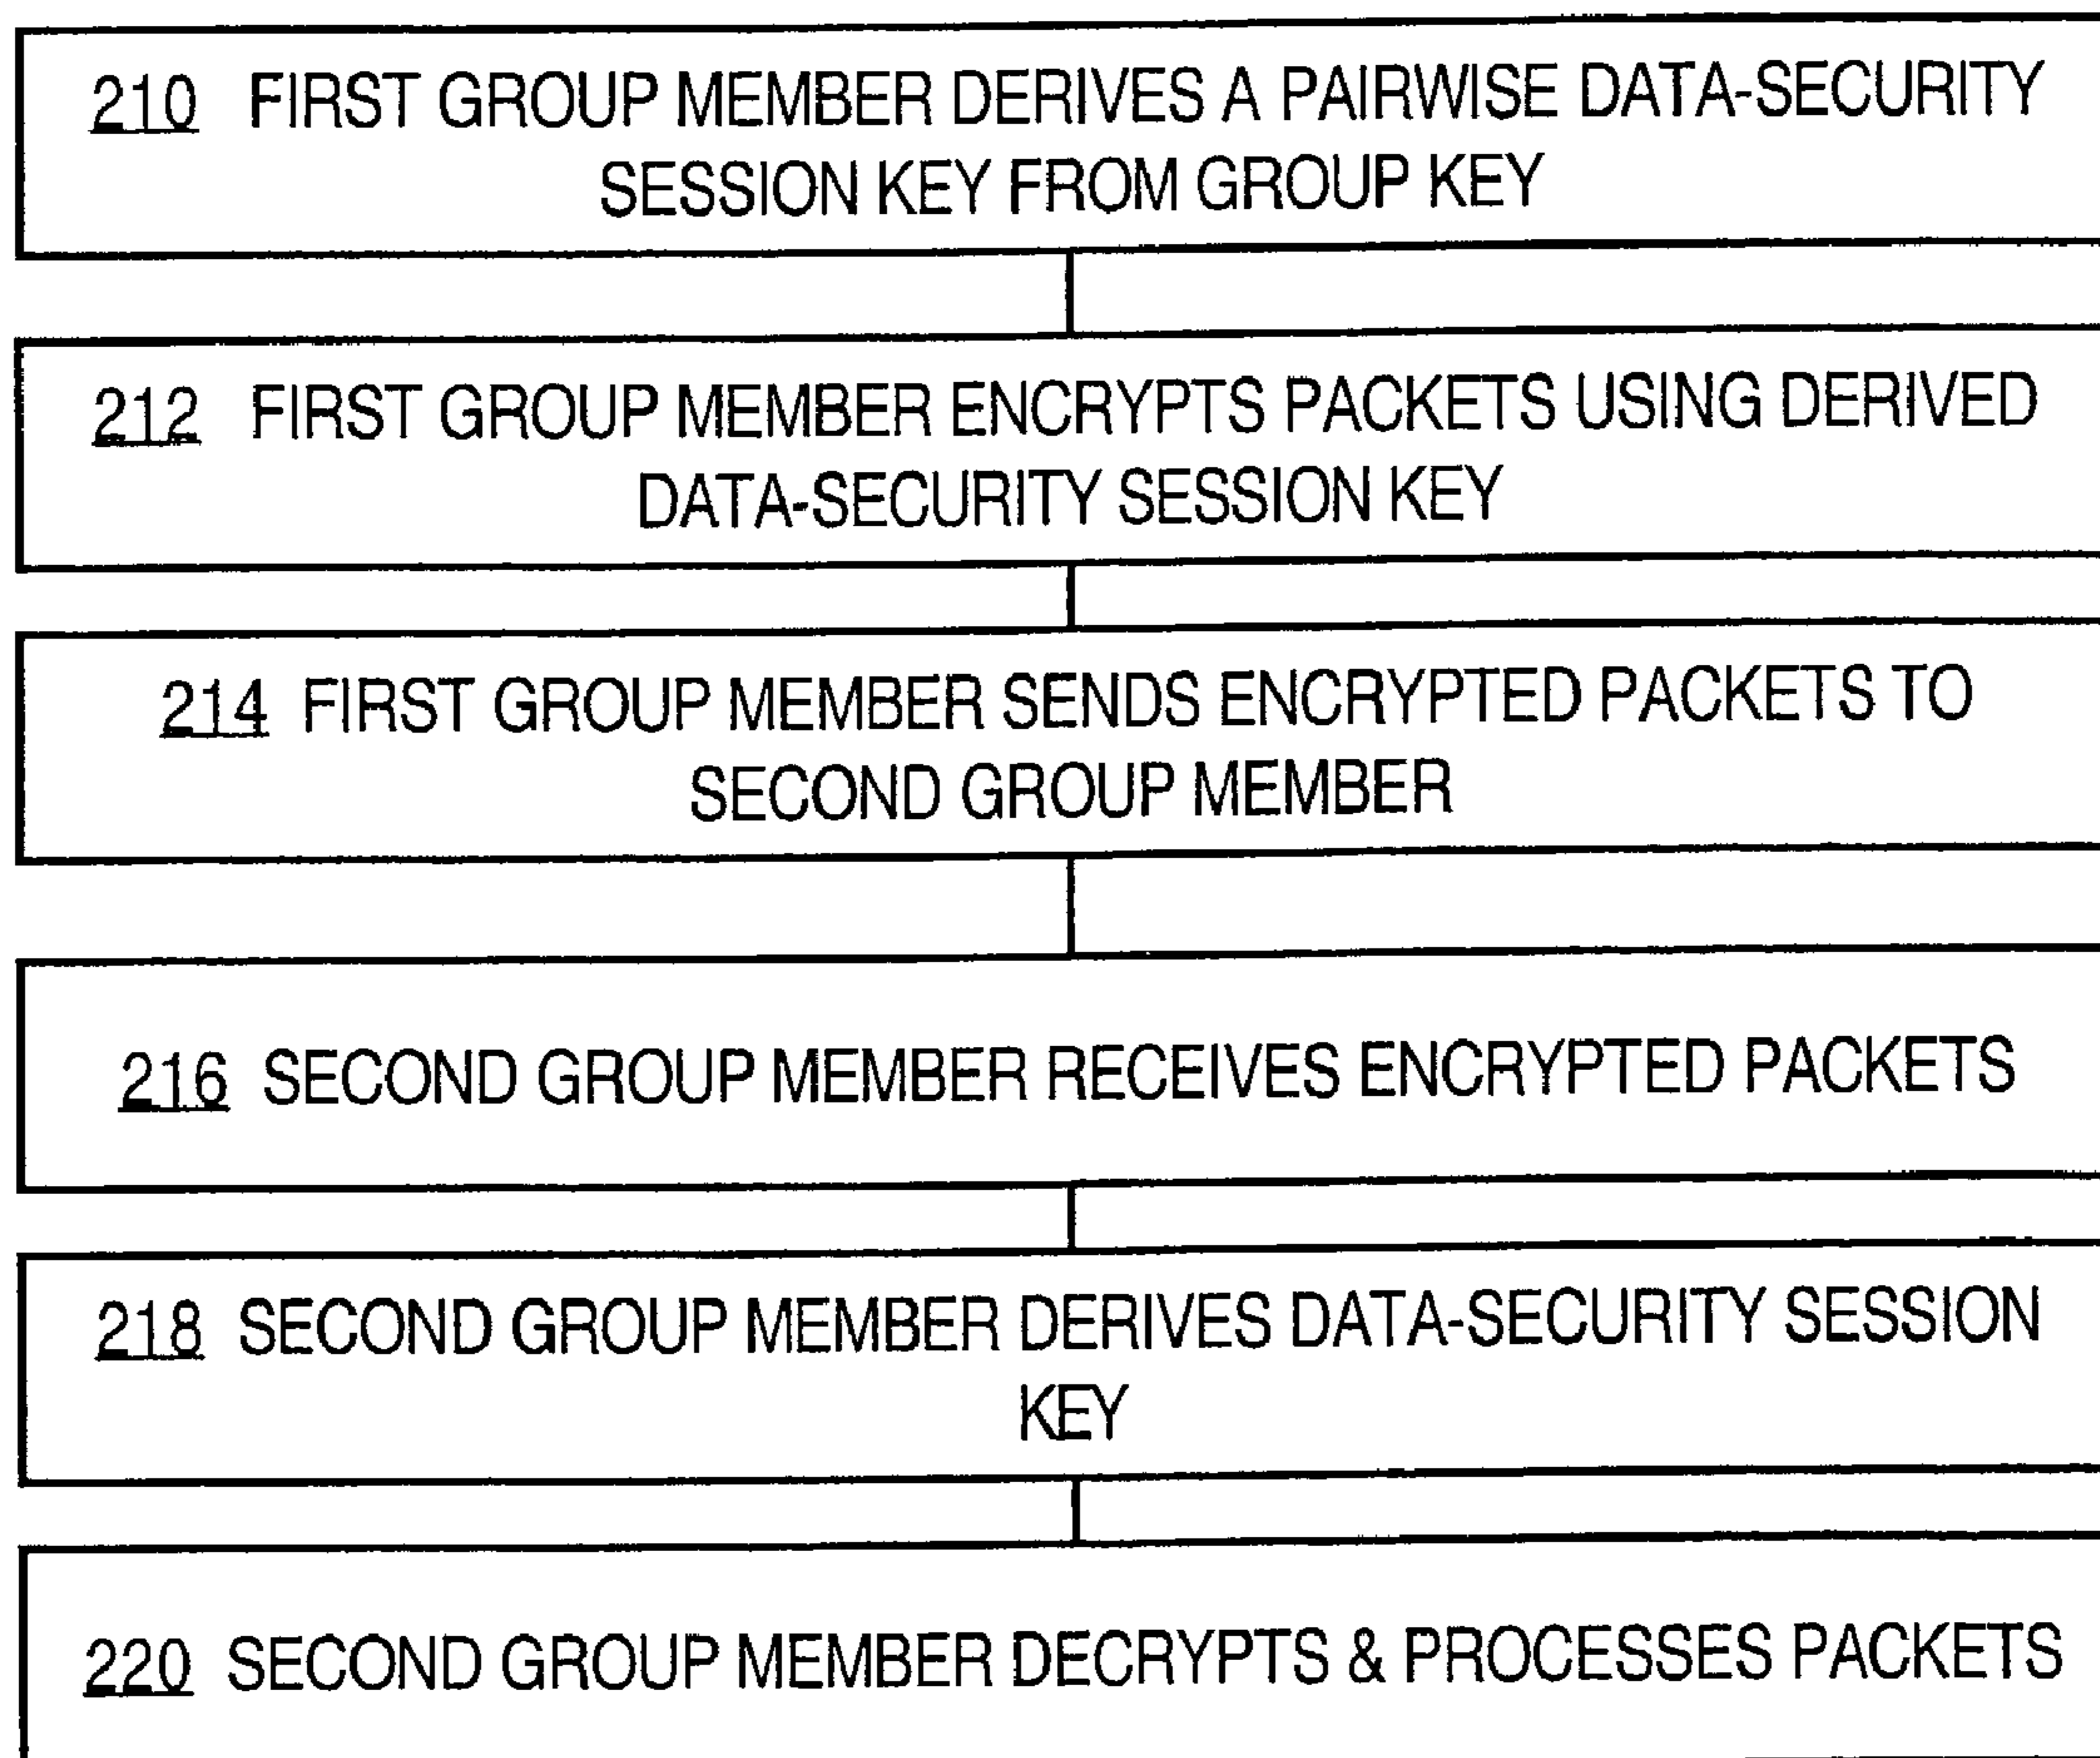 210 FIRST GROUP MEMBER DERIVES A PAIRWISE DATA-SECURITY
SESSION KEY FROM GROUP KEY
212 FIRST GROUP MEMBER ENCRYPTS PACKETS USING DERIVED
DATA-SECURITY SESSION KEY
214 FIRST GROUP MEMBER SENDS ENCRYPTED PACKETS TO
SECOND GROUP MEMBER
216 SECOND GROUP MEMBER RECEIVES ENCRYPTED PACKETS
218 SECOND GROUP MEMBER DERIVES DATA-SECURITY SESSION
KEY
220 SECOND GROUP MEMBER DECRYPTS & PROCESSES PACKETS